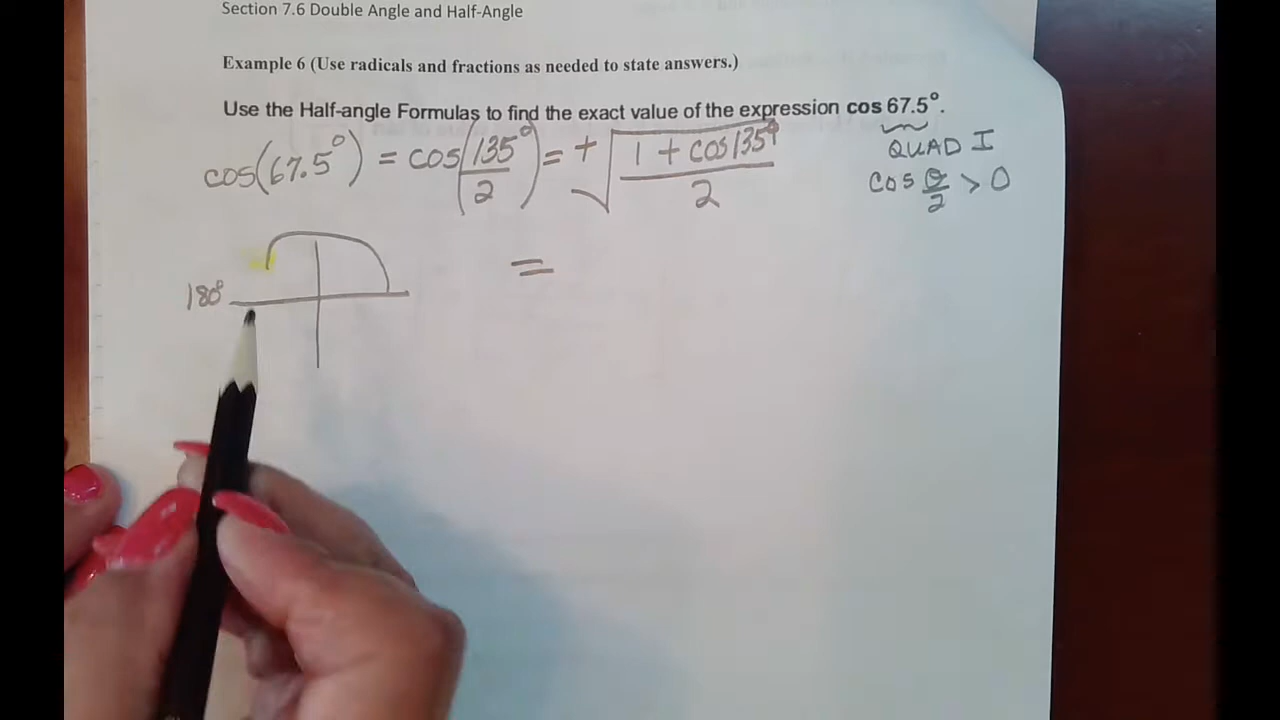 Section 7.6 Double Angle and Half-Angle
Example 6 (Use radicals and fractions as needed to state answers.)
Use the Half-angle Formulas to find the exact value of the expression cos 67.5°.
cos(67.5°) = cos(135°/2) = +√((1 + cos135°)/2)
QUAD I
cos θ/2 > 0
180°
=